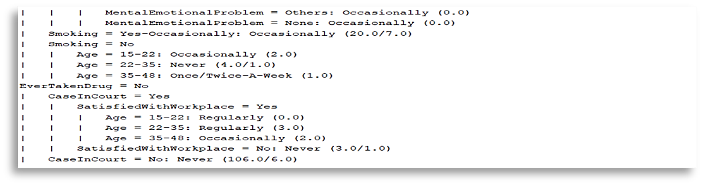 |   |   |   MentalEmotionalProblem = Others: Occasionally (0.0)
|   |   |   MentalEmotionalProblem = None: Occasionally (0.0)
|   Smoking = Yes-Occasionally: Occasionally (20.0/7.0)
|   Smoking = No
|   |   Age = 15-22: Occasionally (2.0)
|   |   Age = 22-35: Never (4.0/1.0)
|   |   Age = 35-48: Once/Twice-A-Week (1.0)
EverTakenDrug = No
|   CaseInCourt = Yes
|   |   SatisfiedWithWorkplace = Yes
|   |   |   Age = 15-22: Regularly (0.0)
|   |   |   Age = 22-35: Regularly (3.0)
|   |   |   Age = 35-48: Occasionally (2.0)
|   |   SatisfiedWithWorkplace = No: Never (3.0/1.0)
|   CaseInCourt = No: Never (106.0/6.0)